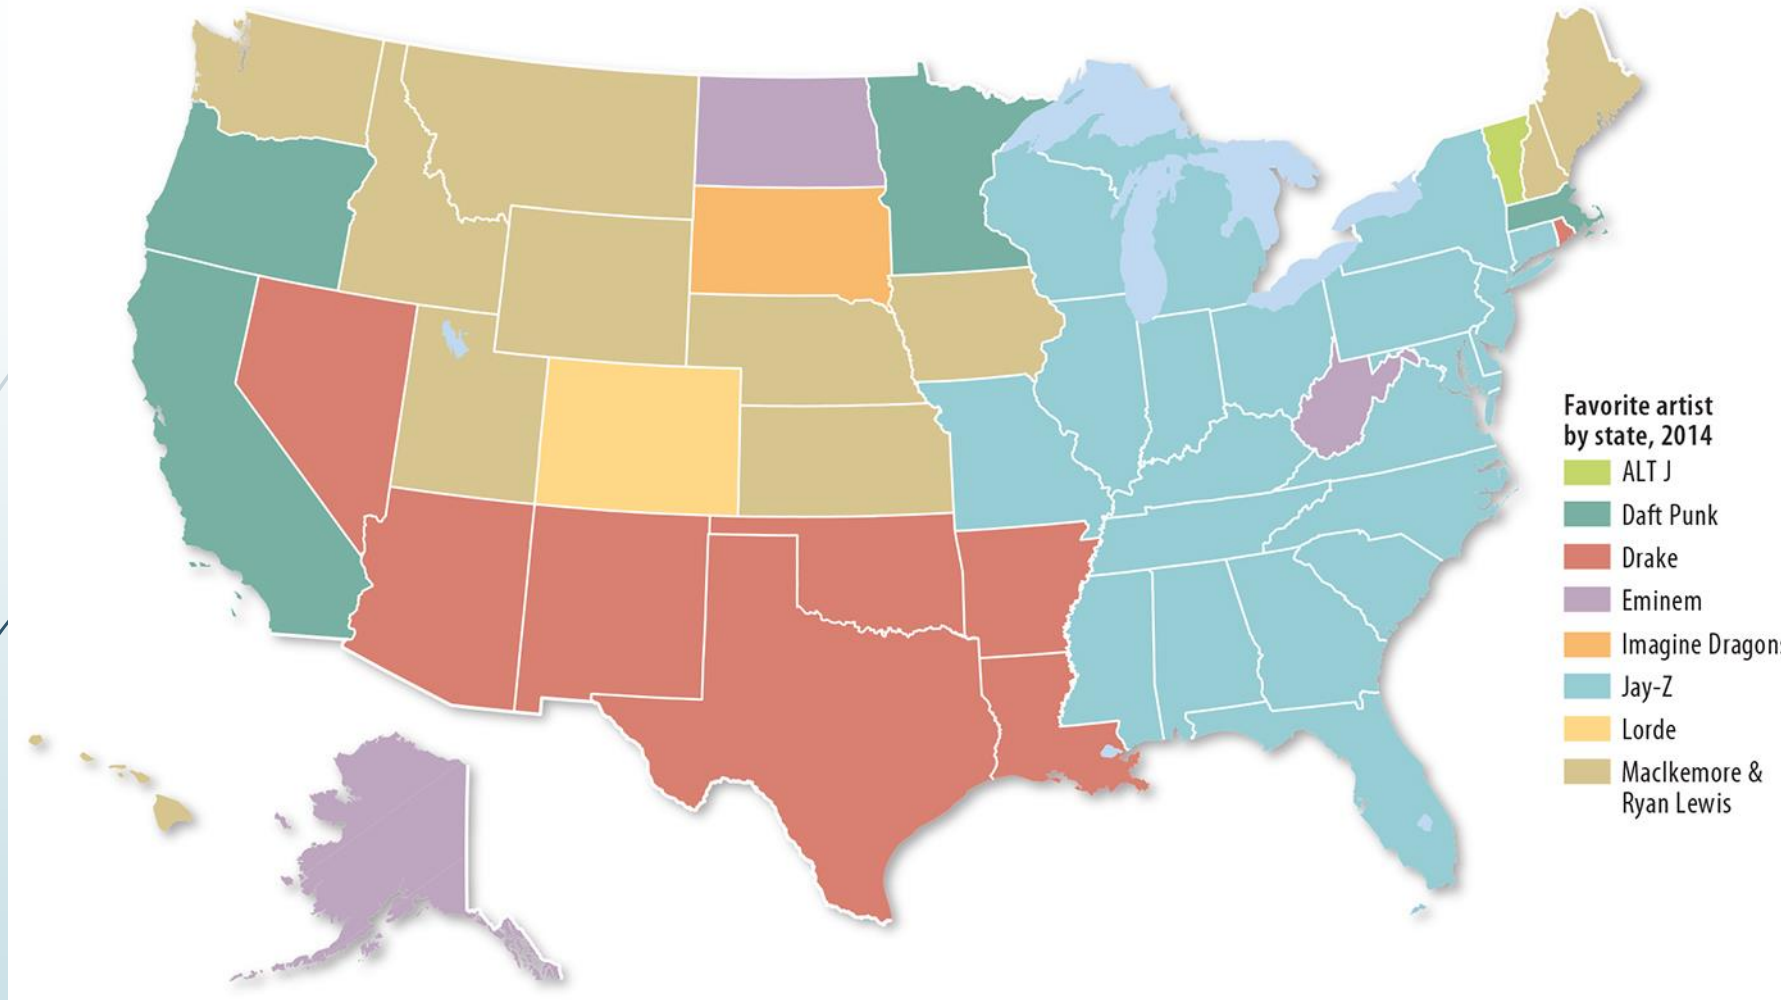 Favorite artist
by state, 2014
ALT J
Daft Punk
Drake
Eminem
Imagine Dragons
Jay-Z
Lorde
Maclkemore &
Ryan Lewis